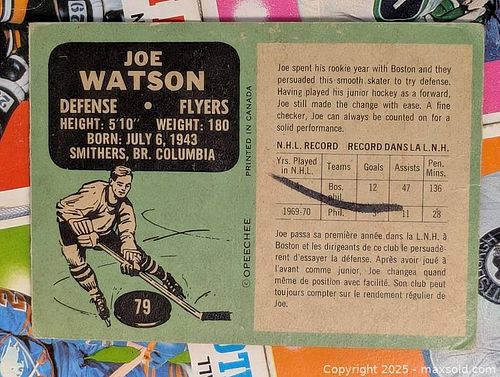 JOE
WATSON
DEFENSE • FLYERS
HEIGHT: 5'10" WEIGHT: 180
BORN: JULY 6, 1943
SMITHERS, BR. COLUMBIA
79
PRINTED IN CANADA
© OPEECHEE
Joe spent his rookie year with Boston and they
persuaded this smooth skater to try defense.
Having played his junior hockey as a forward,
Joe still made the change with ease. A fine
checker, Joe can always be counted on for a
solid performance.
N.H.L. RECORD RECORD DANS LA L.N.H.
Yrs. Played Teams Goals Assists Pen.
in N.H.L. Mins.
Bos. 12 47 136
Phil.
1969-70 Phil. 11 28
Joe passa sa première année dans la L.N.H. à
Boston et les dirigeants de ce club le persuadè-
rent d'essayer la défense. Après avoir joué à
l'avant comme junior, Joe changea quand
même de position avec facilité. Son club peut
toujours compter sur le rendement régulier de
Joe.
Copyright 2025 - maxsold.com